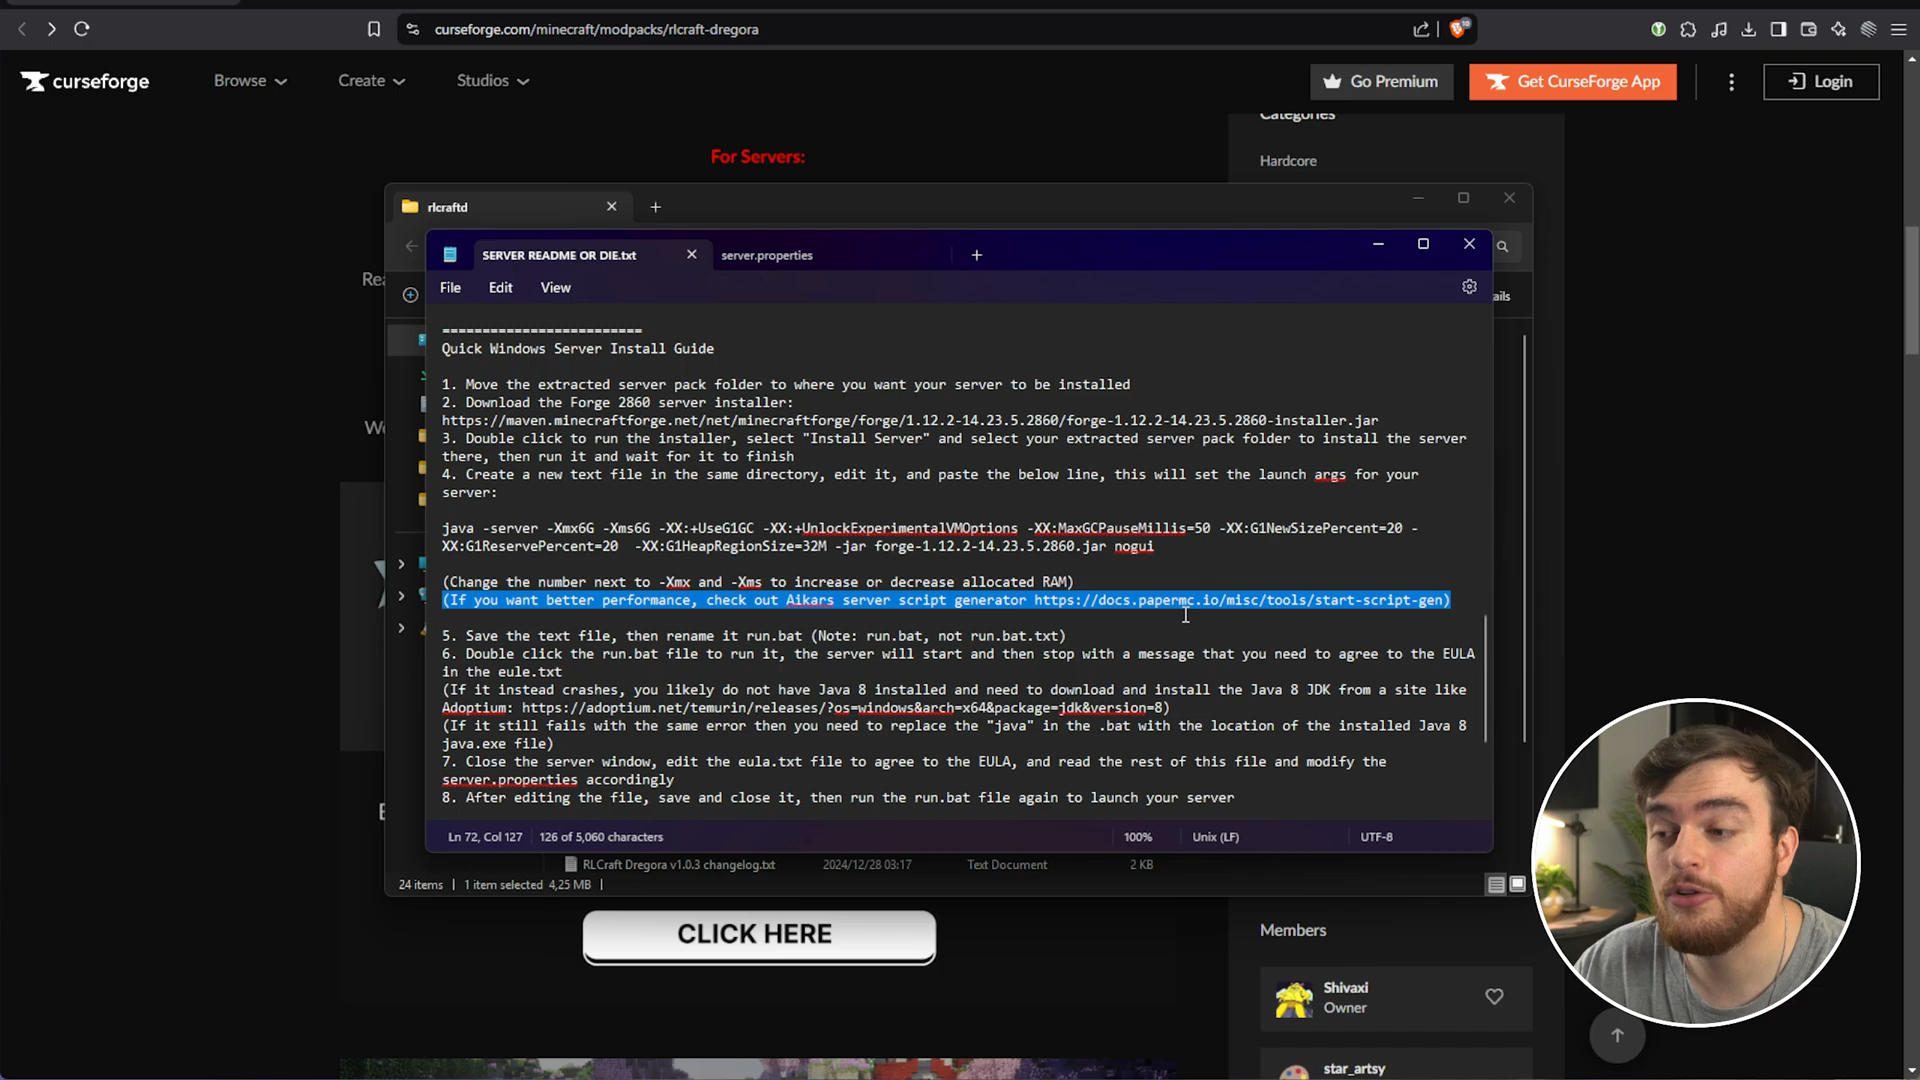 curseforge.com/minecraft/modpacks/rlcraft-dregora
10
curseforge
Browse
Create
Studios
Go Premium
Get CurseForge App
Login
Categories
For Servers:
Hardcore
rlcraftd
SERVER README OR DIE.txt
server.properties
File
Edit
View
ails
=========================
Quick Windows Server Install Guide
1. Move the extracted server pack folder to where you want your server to be installed
2. Download the Forge 2860 server installer:
https://maven.minecraftforge.net/net/minecraftforge/forge/1.12.2-14.23.5.2860/forge-1.12.2-14.23.5.2860-installer.jar
3. Double click to run the installer, select "Install Server" and select your extracted server pack folder to install the server
there, then run it and wait for it to finish
4. Create a new text file in the same directory, edit it, and paste the below line, this will set the launch args for your
server:
java -server -Xmx6G -Xms6G -XX:+UseG1GC -XX:+UnlockExperimentalVMOptions -XX:MaxGCPauseMillis=50 -XX:G1NewSizePercent=20 -
XX:G1ReservePercent=20  -XX:G1HeapRegionSize=32M -jar forge-1.12.2-14.23.5.2860.jar nogui
(Change the number next to -Xmx and -Xms to increase or decrease allocated RAM)
(If you want better performance, check out Aikars server script generator https://docs.papermc.io/misc/tools/start-script-gen)
5. Save the text file, then rename it run.bat (Note: run.bat, not run.bat.txt)
6. Double click the run.bat file to run it, the server will start and then stop with a message that you need to agree to the EULA
in the eule.txt
(If it instead crashes, you likely do not have Java 8 installed and need to download and install the Java 8 JDK from a site like
Adoptium: https://adoptium.net/temurin/releases/?os=windows&arch=x64&package=jdk&version=8)
(If it still fails with the same error then you need to replace the "java" in the .bat with the location of the installed Java 8
java.exe file)
7. Close the server window, edit the eula.txt file to agree to the EULA, and read the rest of this file and modify the
server.properties accordingly
8. After editing the file, save and close it, then run the run.bat file again to launch your server
Ln 72, Col 127
126 of 5,060 characters
100%
Unix (LF)
UTF-8
RLCraft Dregora v1.0.3 changelog.txt
2024/12/28 03:17
Text Document
2 KB
24 items
1 item selected 4,25 MB
CLICK HERE
Members
Shivaxi
Owner
star_artsy